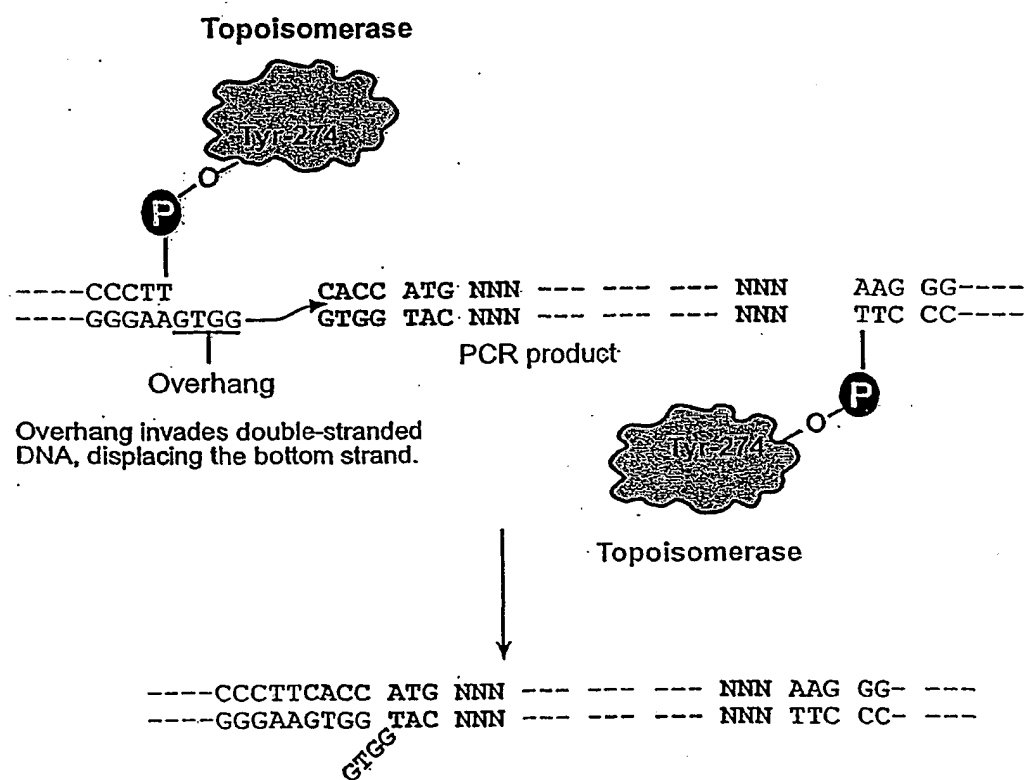 Topoisomerase
Tyr-274
O
P
----CCCTT CACC ATG NNN --- --- --- NNN AAG GG----
----GGGAAGTGG GTGG TAC NNN --- --- --- NNN TTC CC----
PCR product
Overhang
P
O
Overhang invades double-stranded
DNA, displacing the bottom strand.
Tyr-274
Topoisomerase
----CCCTTCACC ATG NNN --- --- --- NNN AAG GG- ---
----GGGAAGTGG TAC NNN --- --- --- NNN TTC CC- ---
GTGG